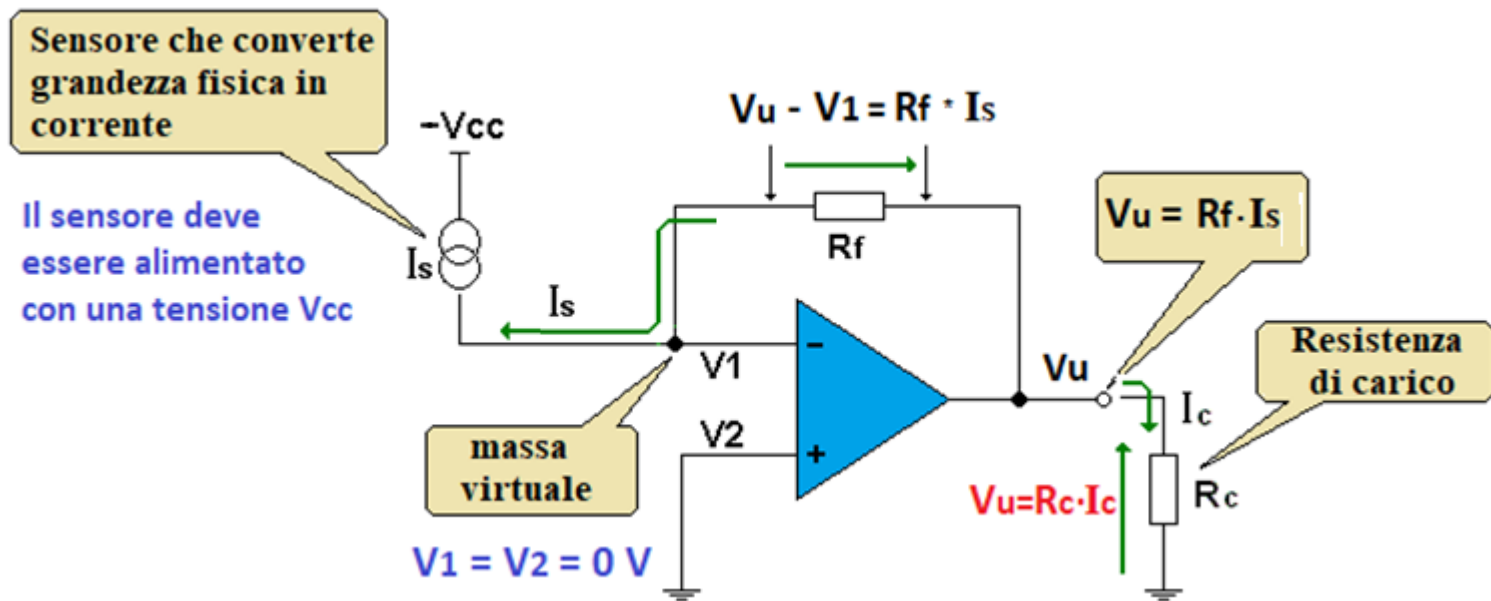 Sensore che converte
grandezza fisica in
corrente
–Vcc
Vu - V1 = Rf * Is
Il sensore deve
essere alimentato
con una tensione Vcc
Is
Is
Rf
Vu = Rf·Is
V1
-
Vu
Resistenza
di carico
Ic
massa
virtuale
V2
+
Vu=Rc·Ic
Rc
V1 = V2 = 0 V